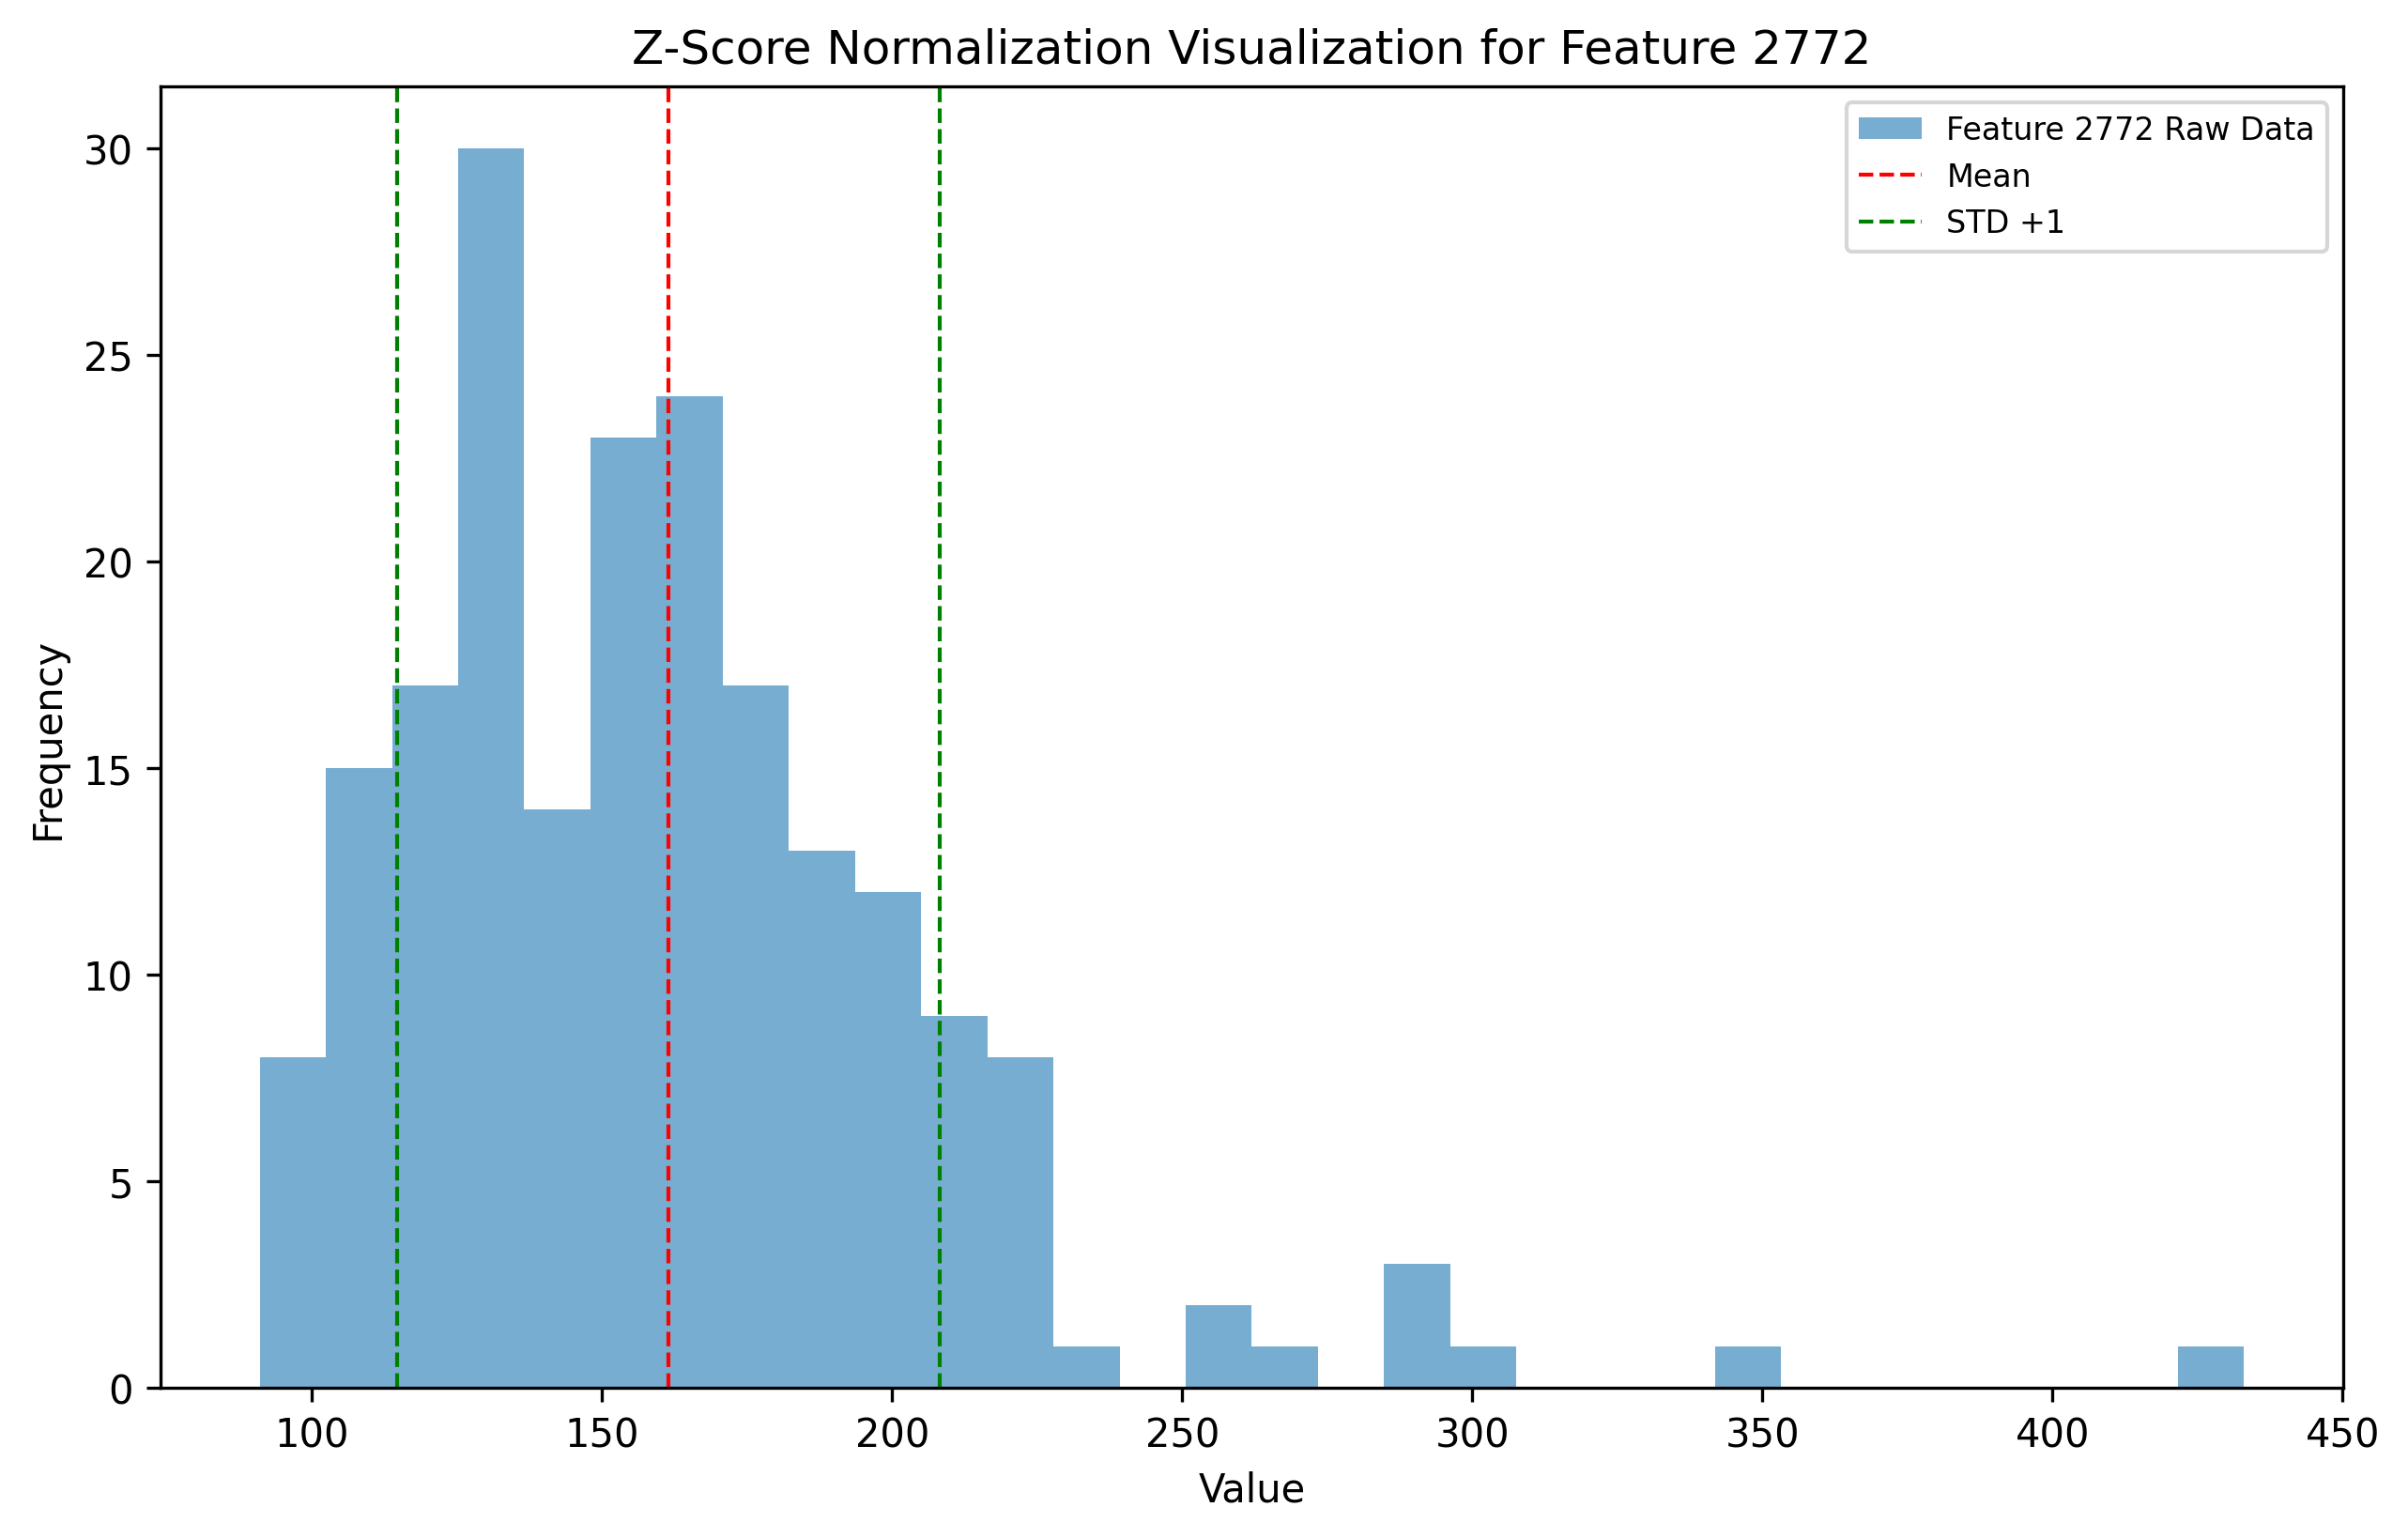 Z-Score Normalization Visualization for Feature 2772
Feature 2772 Raw Data
Mean
STD +1
30
25
20
15
10
5
0
Frequency
100 150 200 250 300 350 400 450
Value